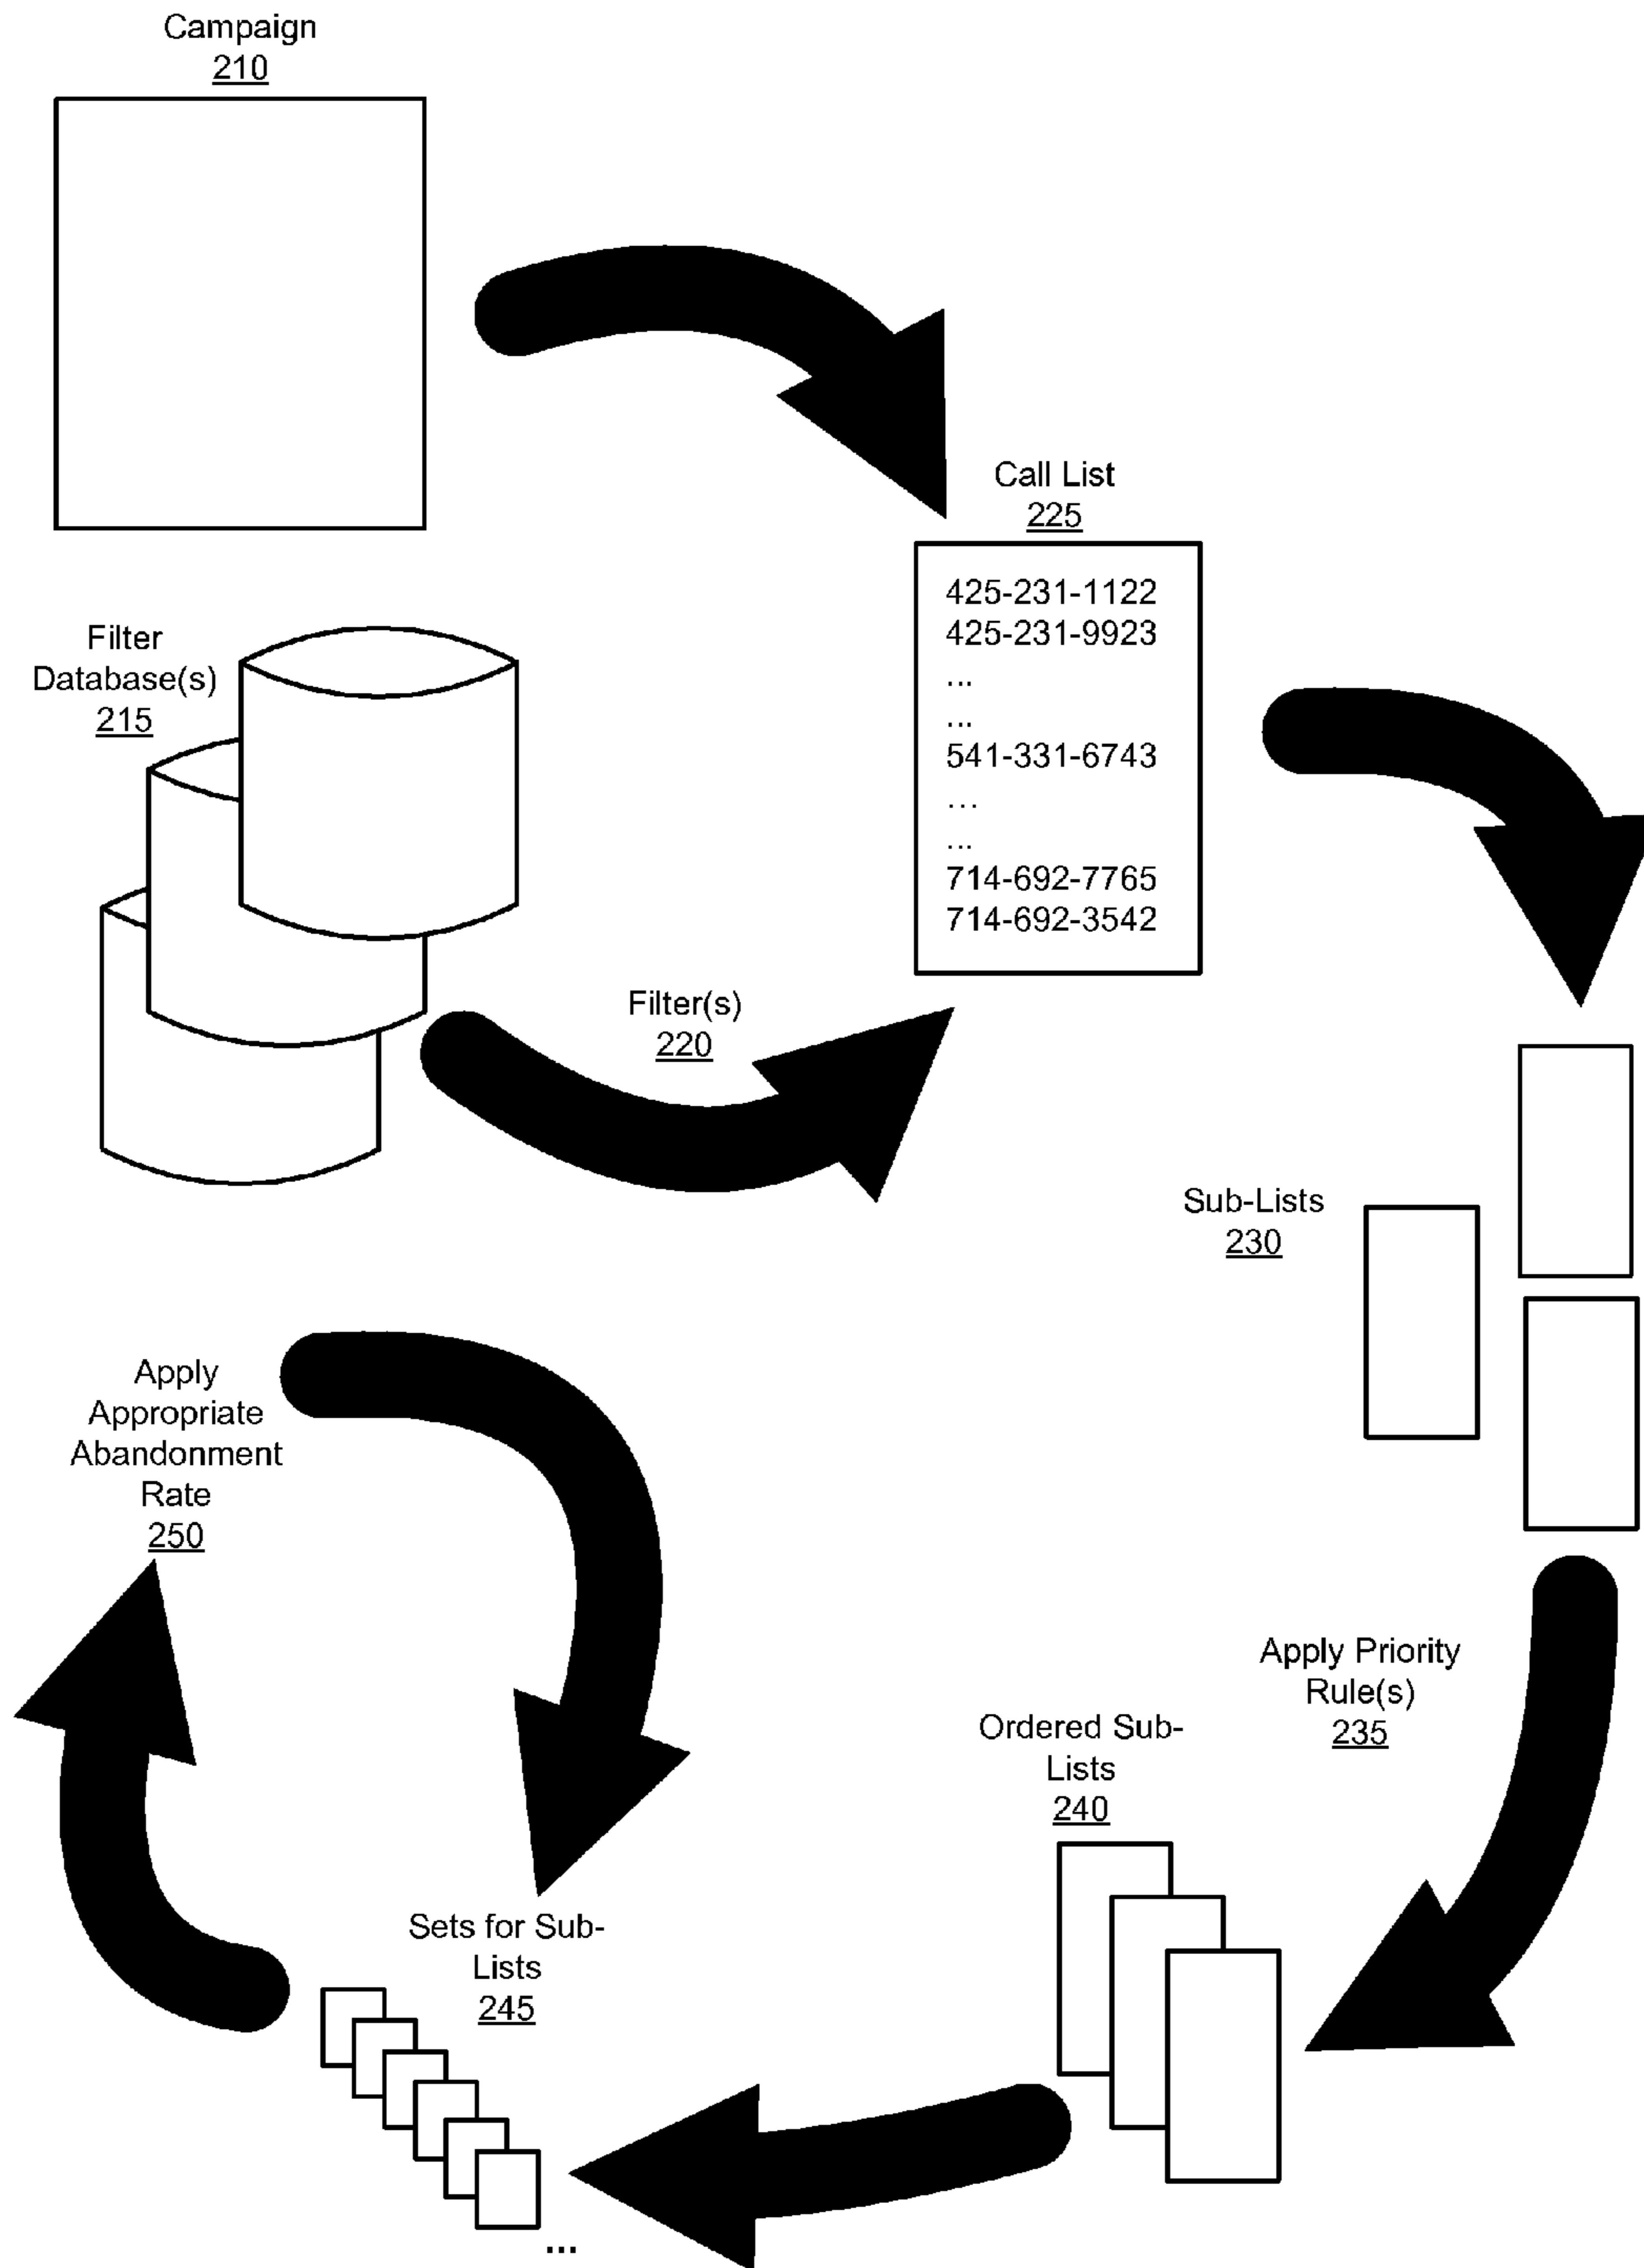 Campaign
210
Call List
225
425-231-1122
425-231-9923
...
...
541-331-6743
...
...
714-692-7765
714-692-3542
Filter
Database(s)
215
Filter(s)
220
Sub-Lists
230
Apply Priority
Rule(s)
235
Ordered Sub-
Lists
240
Sets for Sub-
Lists
245
...
Apply
Appropriate
Abandonment
Rate
250